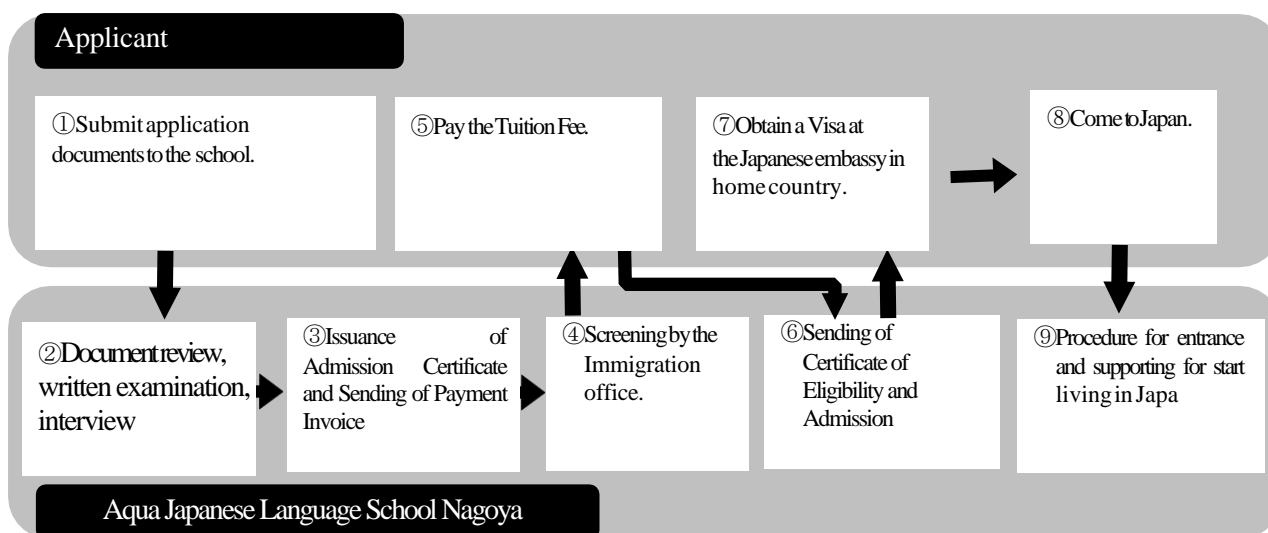 Applicant
①Submit application
documents to the school.
⑤Pay the Tuition Fee.
⑦Obtain a Visa at
the Japanese embassy in
home country.
⑧Come to Japan.
②Document review,
written examination,
interview
③Issuance of
Admission Certificate
and Sending of Payment
Invoice
④Screening by the
Immigration
office.
⑥Sending of
Certificate of
Eligibility and
Admission
⑨Procedure for entrance
and supporting for start
living in Japa
Aqua Japanese Language School Nagoya